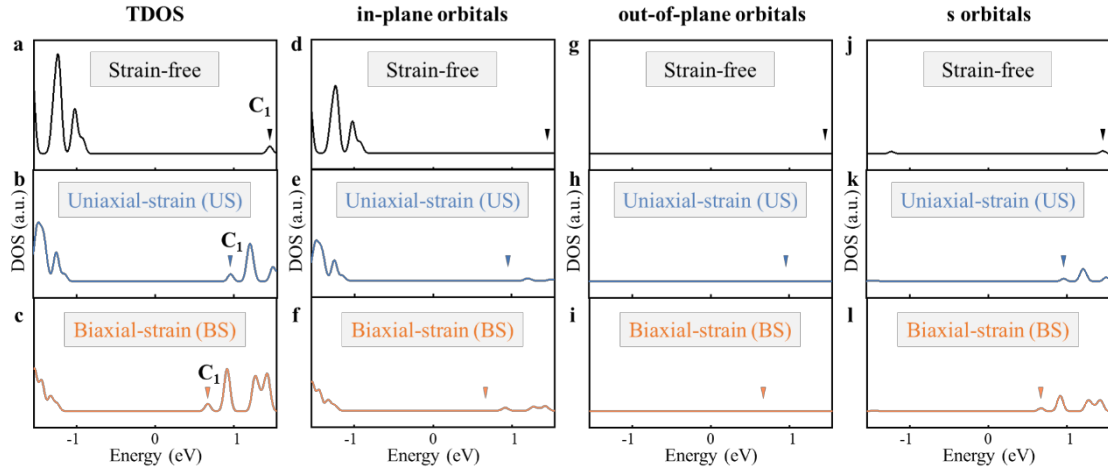 TDOS
in-plane orbitals
out-of-plane orbitals
s orbitals
a
Strain-free
C₁
d
Strain-free
g
Strain-free
j
Strain-free
b
Uniaxial-strain (US)
C₁
e
Uniaxial-strain (US)
h
Uniaxial-strain (US)
k
Uniaxial-strain (US)
DOS (a.u.)
DOS (a.u.)
DOS (a.u.)
DOS (a.u.)
c
Biaxial-strain (BS)
C₁
f
Biaxial-strain (BS)
i
Biaxial-strain (BS)
l
Biaxial-strain (BS)
-1 0 1
-1 0 1
-1 0 1
-1 0 1
Energy (eV)
Energy (eV)
Energy (eV)
Energy (eV)